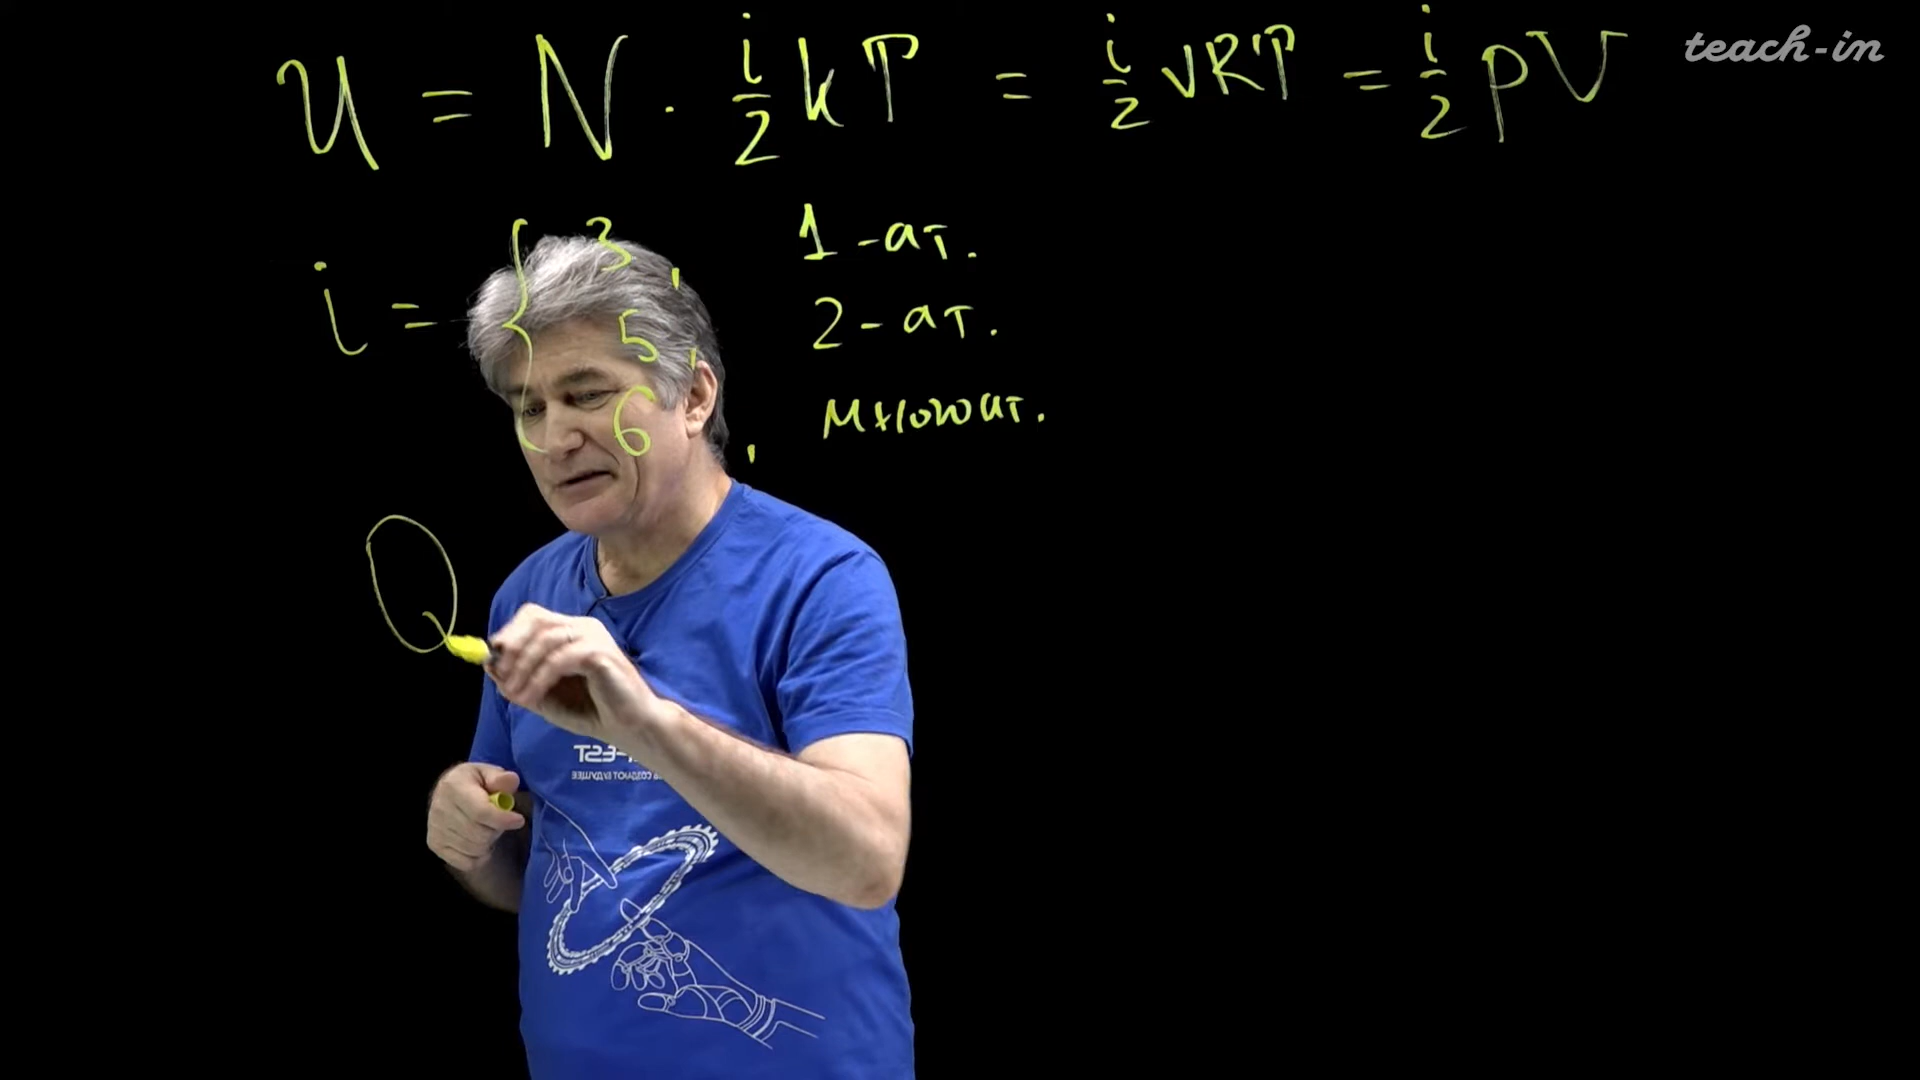 teach-in
U = N · i/2 kT = i/2 νRT = i/2 pV
i = { 3, 1-ат.
5, 2-ат.
6, многоат.
Q